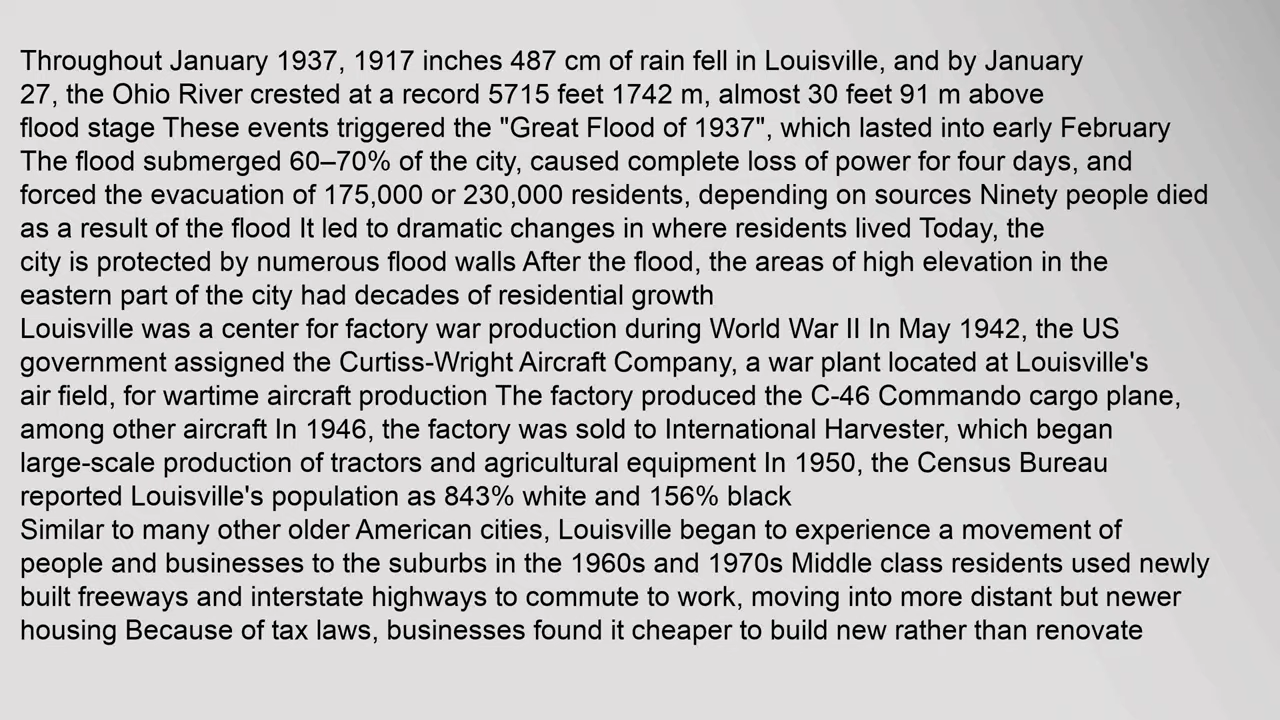 Throughout January 1937, 1917 inches 487 cm of rain fell in Louisville, and by January
27, the Ohio River crested at a record 5715 feet 1742 m, almost 30 feet 91 m above
flood stage These events triggered the "Great Flood of 1937", which lasted into early February
The flood submerged 60–70% of the city, caused complete loss of power for four days, and
forced the evacuation of 175,000 or 230,000 residents, depending on sources Ninety people died
as a result of the flood It led to dramatic changes in where residents lived Today, the
city is protected by numerous flood walls After the flood, the areas of high elevation in the
eastern part of the city had decades of residential growth
Louisville was a center for factory war production during World War II In May 1942, the US
government assigned the Curtiss-Wright Aircraft Company, a war plant located at Louisville's
air field, for wartime aircraft production The factory produced the C-46 Commando cargo plane,
among other aircraft In 1946, the factory was sold to International Harvester, which began
large-scale production of tractors and agricultural equipment In 1950, the Census Bureau
reported Louisville's population as 843% white and 156% black
Similar to many other older American cities, Louisville began to experience a movement of
people and businesses to the suburbs in the 1960s and 1970s Middle class residents used newly
built freeways and interstate highways to commute to work, moving into more distant but newer
housing Because of tax laws, businesses found it cheaper to build new rather than renovate